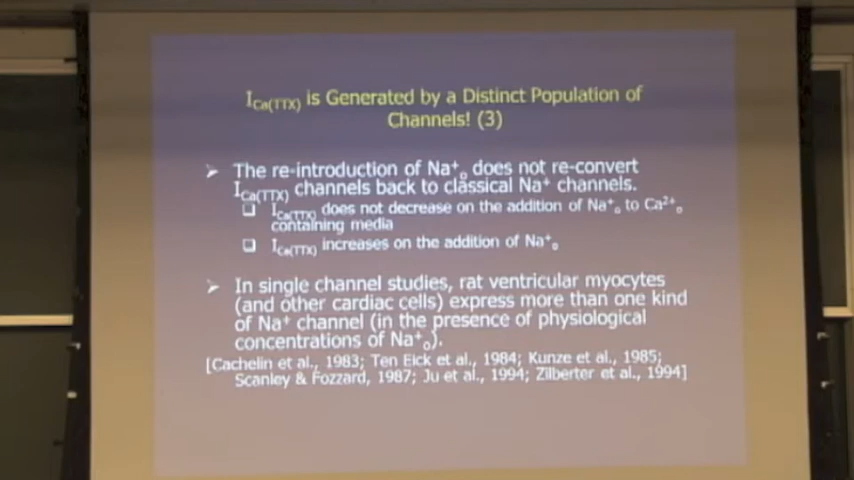 I_Ca(TTX) is Generated by a Distinct Population of
Channels! (3)
➢ The re-introduction of Na⁺ₒ does not re-convert
I_Ca(TTX) channels back to classical Na⁺ channels.
❑ I_Ca(TTX) does not decrease on the addition of Na⁺ₒ to Ca²⁺ₒ
containing media
❑ I_Ca(TTX) increases on the addition of Na⁺ₒ
➢ In single channel studies, rat ventricular myocytes
(and other cardiac cells) express more than one kind
of Na⁺ channel (in the presence of physiological
concentrations of Na⁺ₒ).
[Cachelin et al., 1983; Ten Eick et al., 1984; Kunze et al., 1985;
Scanley & Fozzard, 1987; Ju et al., 1994; Zilberter et al., 1994]